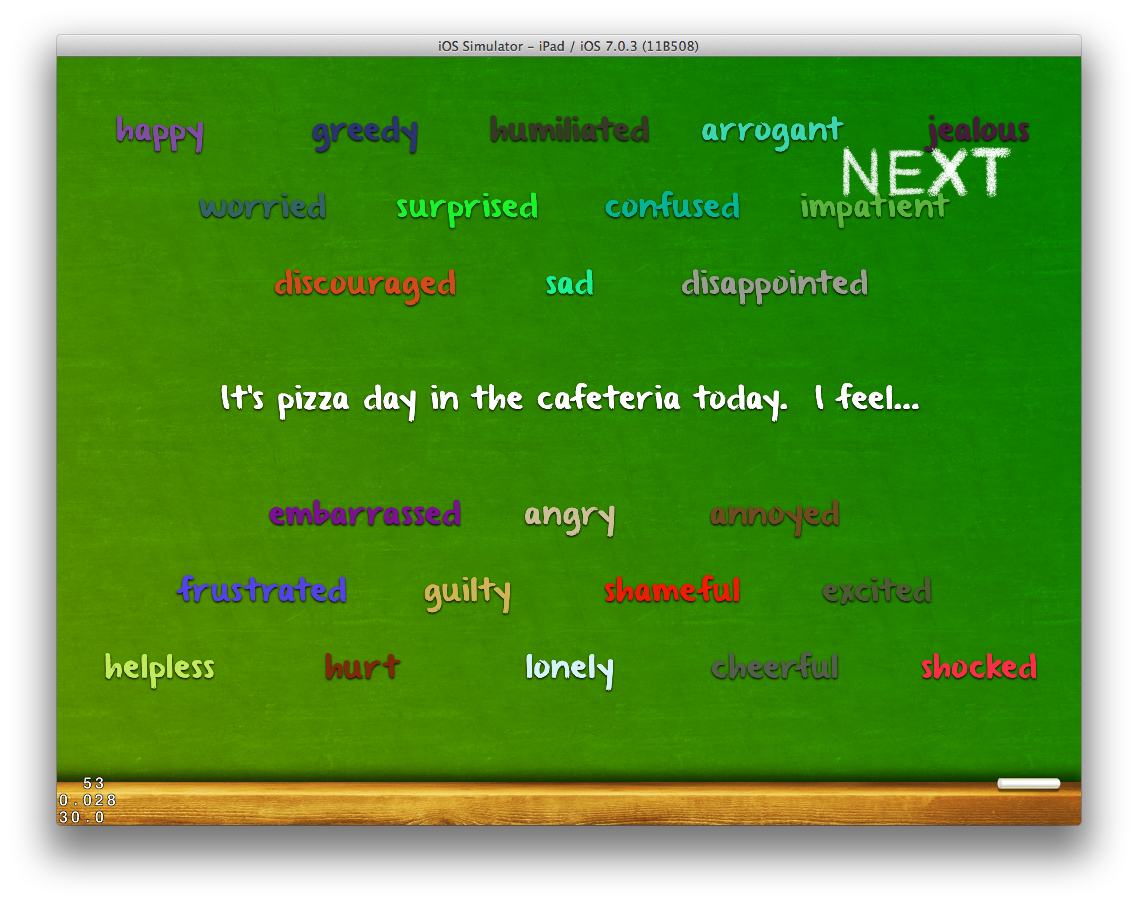 iOS Simulator - iPad / iOS 7.0.3 (11B508)
happy greedy humiliated arrogant jealous
NEXT
worried surprised confused impatient
discouraged sad disappointed
It's pizza day in the cafeteria today. I feel...
embarrassed angry annoyed
frustrated guilty shameful excited
helpless hurt lonely cheerful shocked
53
0.028
30.0